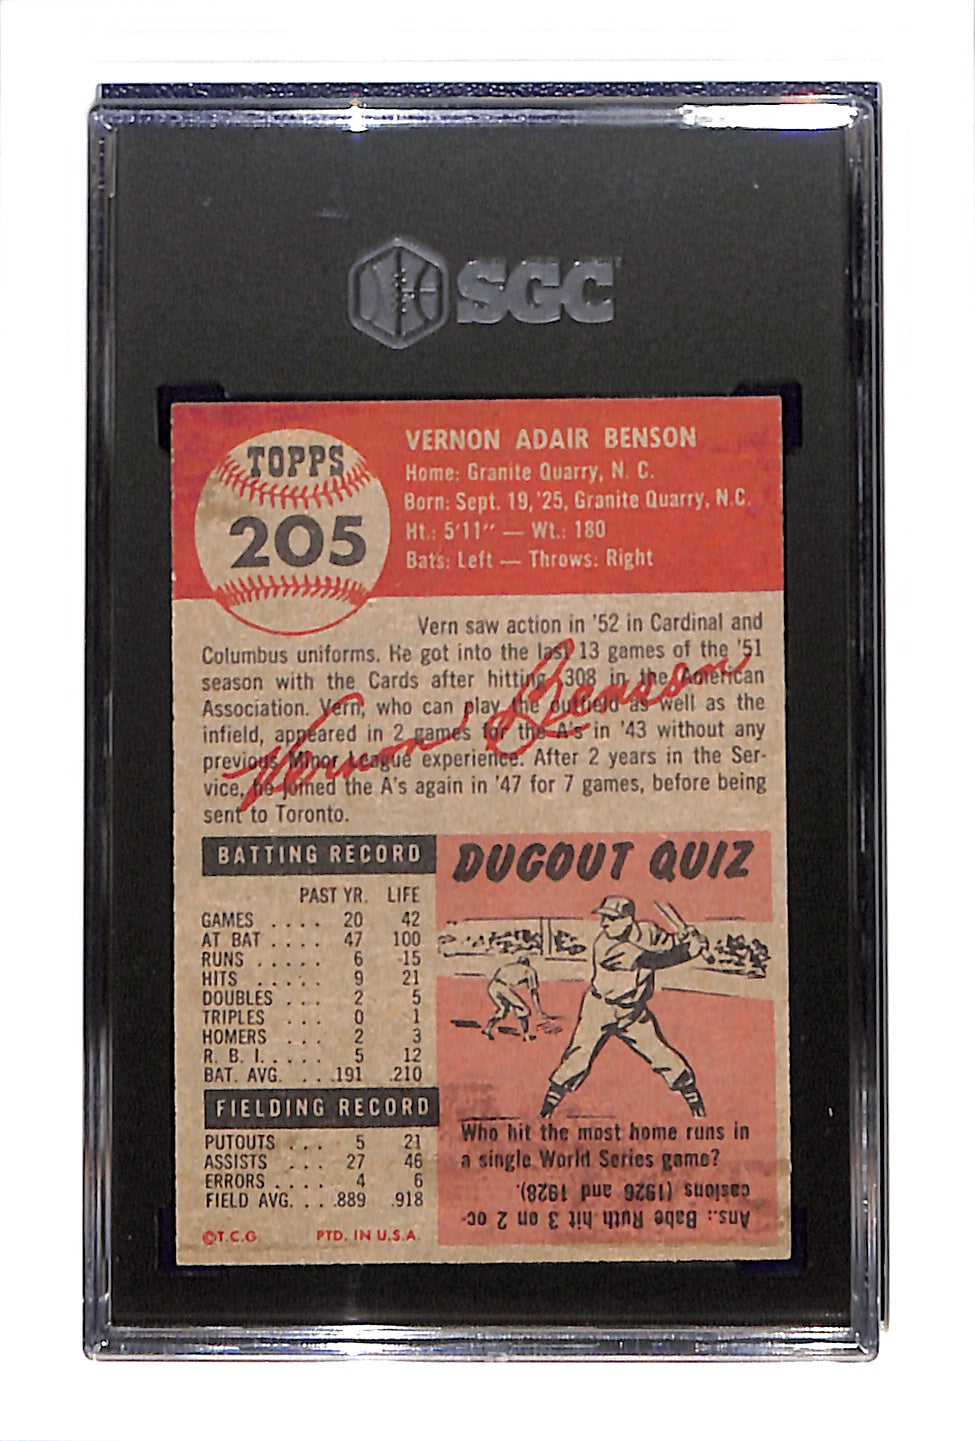 SGC
TOPPS
205
VERNON ADAIR BENSON
Home: Granite Quarry, N. C.
Born: Sept. 19, '25, Granite Quarry, N.C.
Ht.: 5'11" — Wt.: 180
Bats: Left — Throws: Right
Vern saw action in '52 in Cardinal and
Columbus uniforms. He got into the last 13 games of the '51
season with the Cards after hitting .308 in the American
Association. Vern, who can play the outfield as well as the
infield, appeared in 2 games for the A's in '43 without any
previous Minor League experience. After 2 years in the Ser-
vice, he joined the A's again in '47 for 7 games, before being
sent to Toronto.
Vernon Benson
BATTING RECORD
PAST YR. LIFE
GAMES .... 20 42
AT BAT .... 47 100
RUNS ..... 6 15
HITS ..... 9 21
DOUBLES ... 2 5
TRIPLES ... 0 1
HOMERS ... 2 3
R. B. I. .... 5 12
BAT. AVG. ...191 .210
FIELDING RECORD
PUTOUTS ... 5 21
ASSISTS ... 27 46
ERRORS .... 4 6
FIELD AVG. ...889 .918
©T.C.G. PTD. IN U.S.A.
DUGOUT QUIZ
Who hit the most home runs in
a single World Series game?
Ans.: Babe Ruth hit 3 on 2 oc-
casions (1926 and 1928).